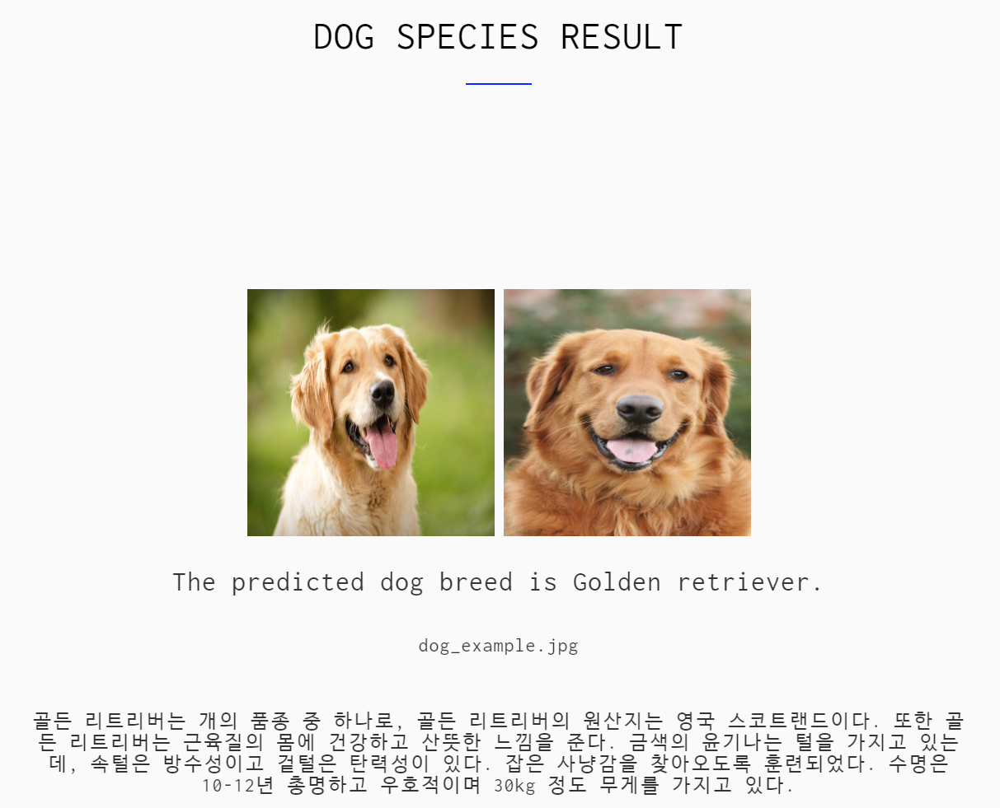 DOG SPECIES RESULT
The predicted dog breed is Golden retriever.
dog_example.jpg
골든 리트리버는 개의 품종 중 하나로, 골든 리트리버의 원산지는 영국 스코트랜드이다. 또한 골
든 리트리버는 근육질의 몸에 건강하고 산뜻한 느낌을 준다. 금색의 윤기나는 털을 가지고 있는
데, 속털은 방수성이고 겉털은 탄력성이 있다. 잡은 사냥감을 찾아오도록 훈련되었다. 수명은
10-12년 총명하고 우호적이며 30kg 정도 무게를 가지고 있다.